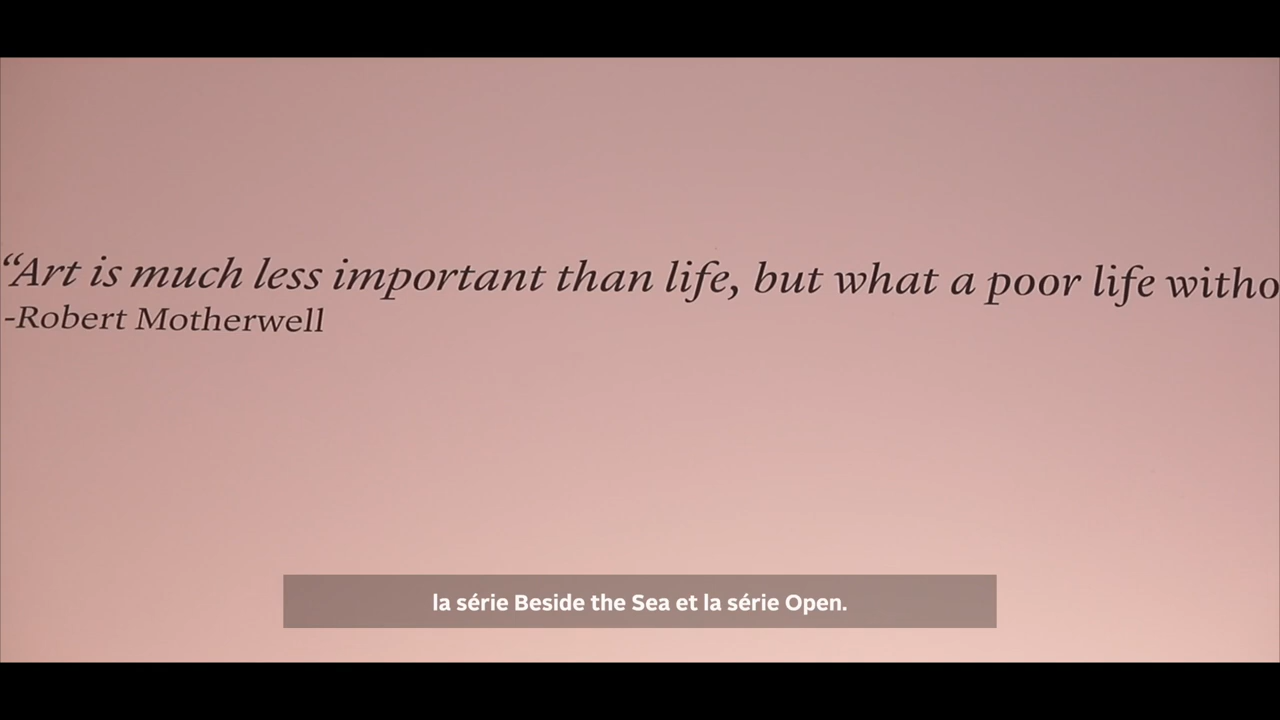 “Art is much less important than life, but what a poor life witho
-Robert Motherwell
la série Beside the Sea et la série Open.